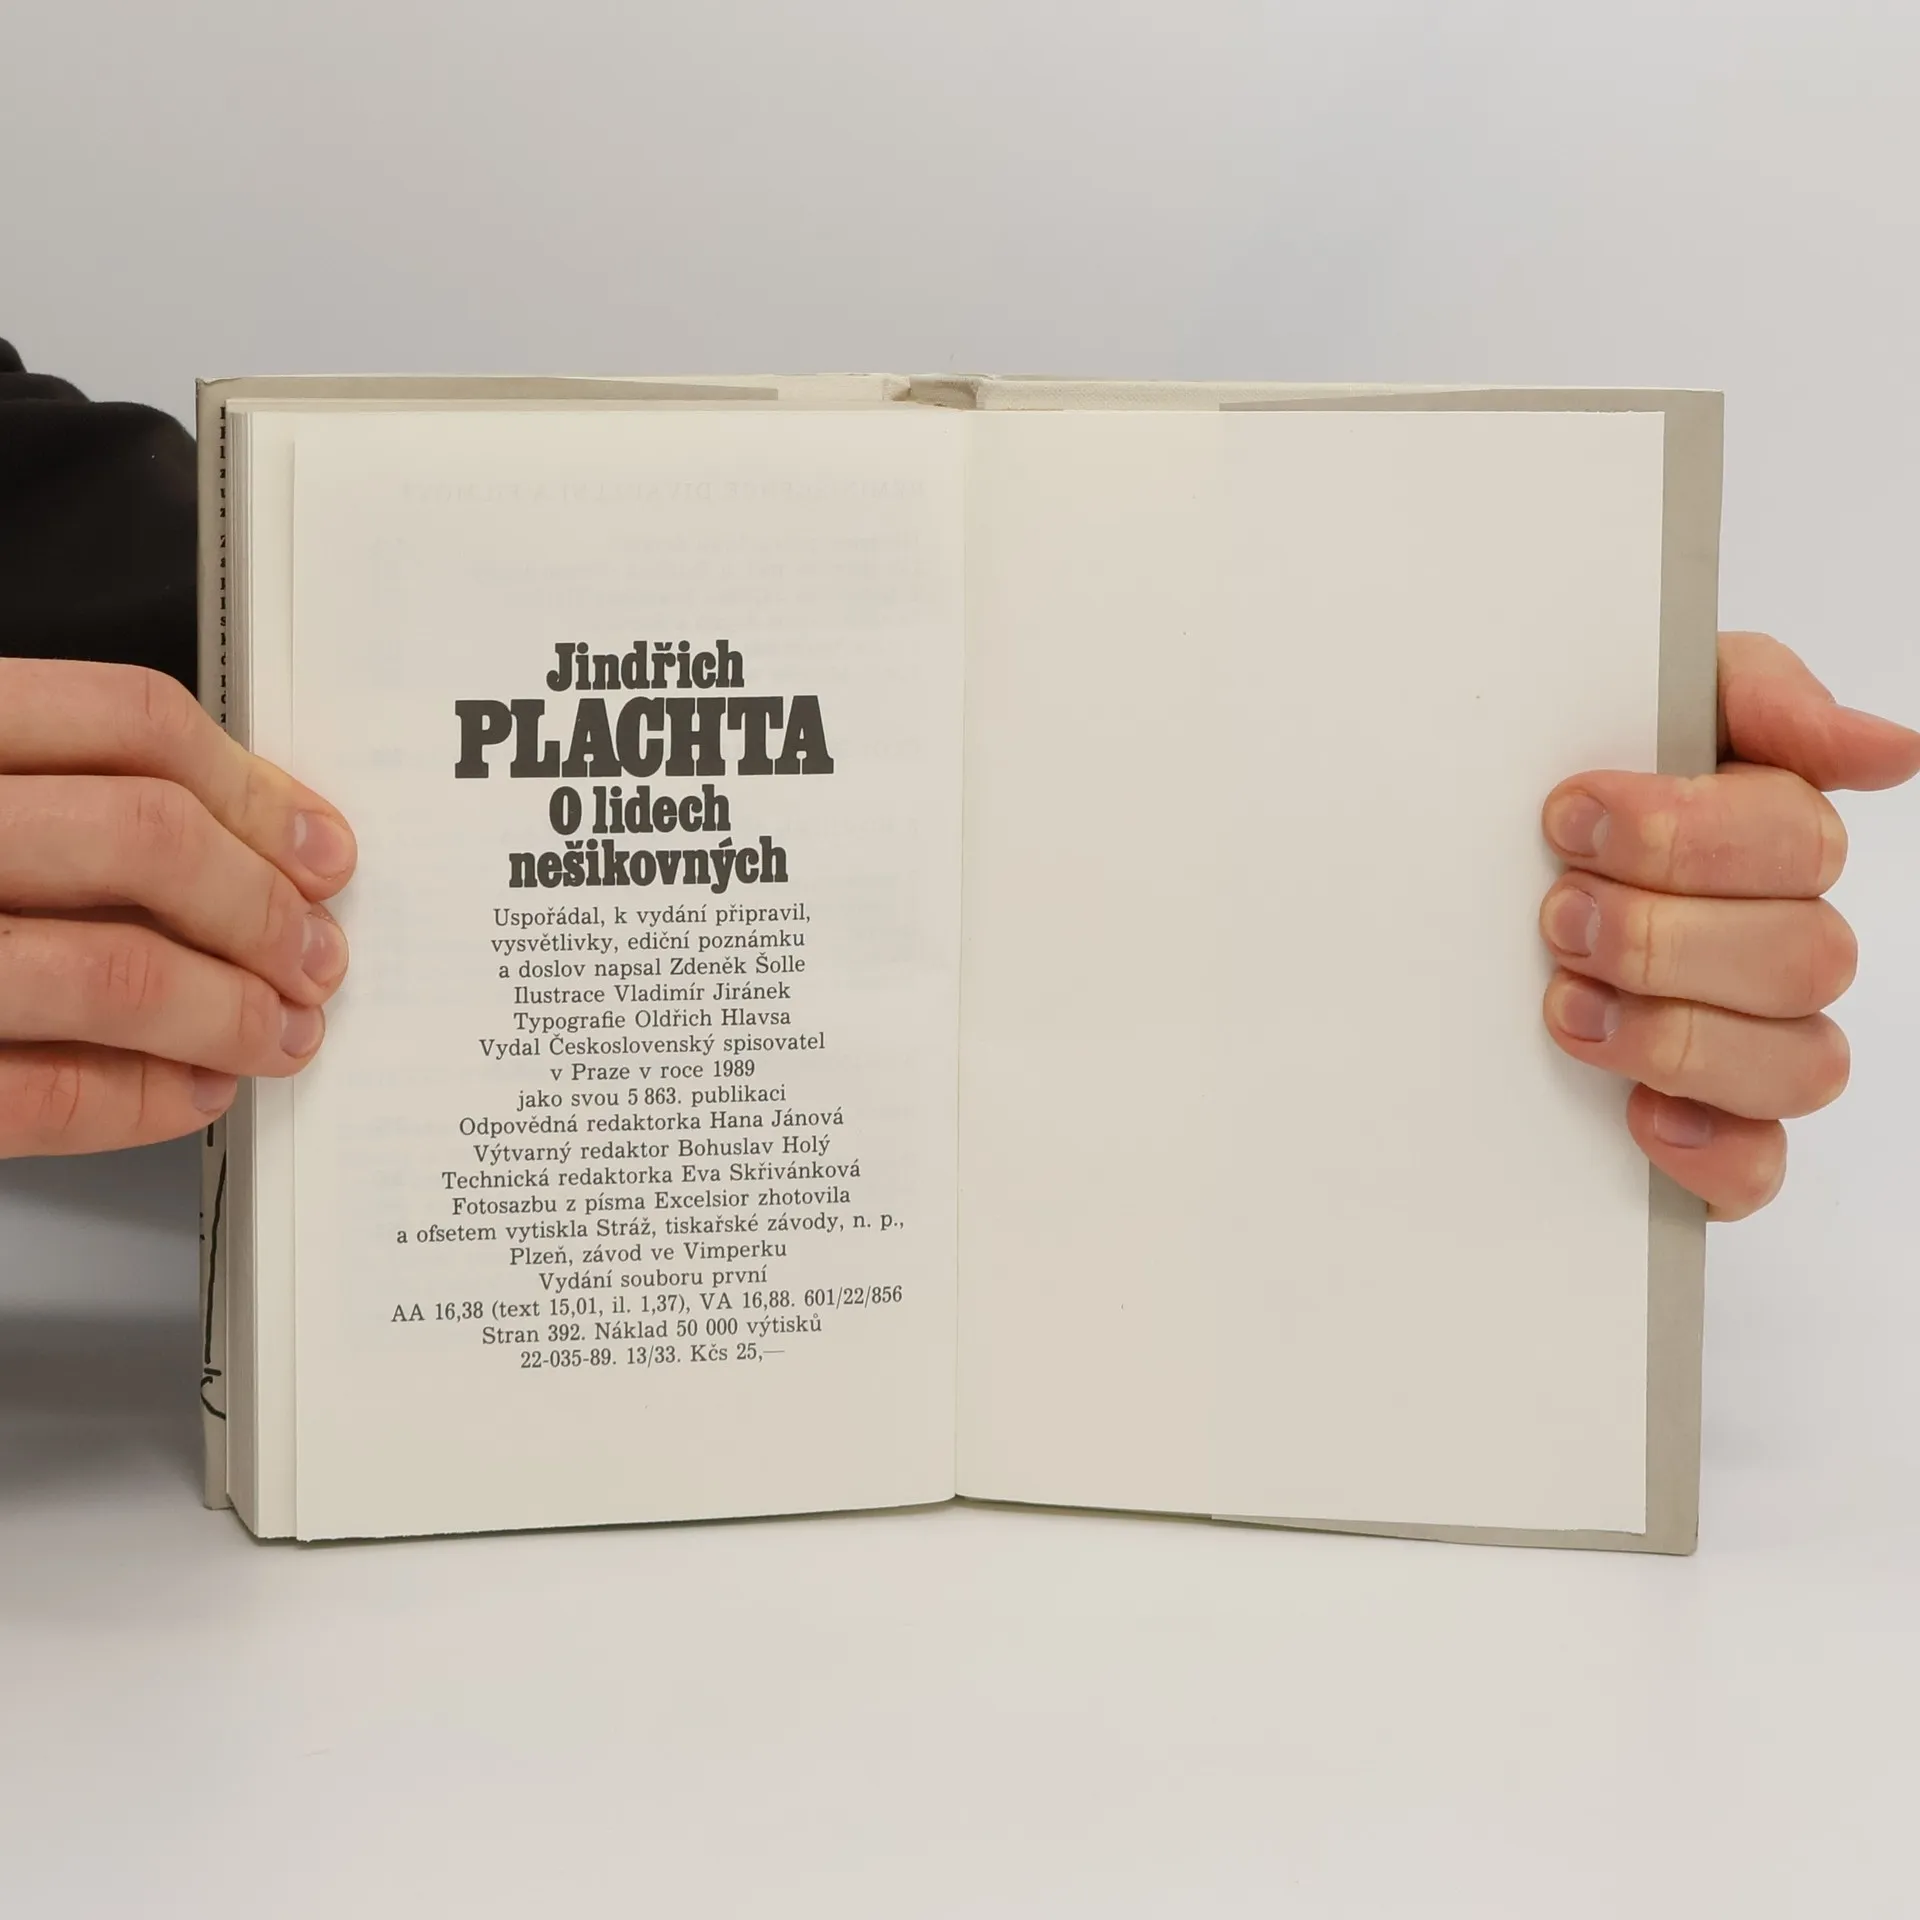 Jindřich
PLACHTA
O lidech
nešikovných
Uspořádal, k vydání připravil,
vysvětlivky, ediční poznámku
a doslov napsal Zdeněk Šolle
Ilustrace Vladimír Jiránek
Typografie Oldřich Hlavsa
Vydal Československý spisovatel
v Praze v roce 1989
jako svou 5 863. publikaci
Odpovědná redaktorka Hana Jánová
Výtvarný redaktor Bohuslav Holý
Technická redaktorka Eva Skřivánková
Fotosazbu z písma Excelsior zhotovila
a ofsetem vytiskla Stráž, tiskařské závody, n. p.,
Plzeň, závod ve Vimperku
Vydání souboru první
AA 16,38 (text 15,01, il. 1,37), VA 16,88. 601/22/856
Stran 392. Náklad 50 000 výtisků
22-035-89. 13/33. Kčs 25,—